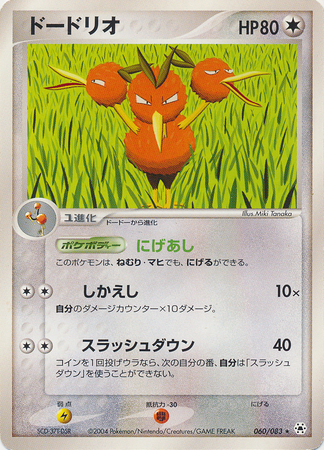 ドードリオ HP80
Illus.Miki Tanaka
1進化 ドードーから進化
ポケボディー にげあし
このポケモンは、ねむり・マヒでも、にげるができる。
しかえし 10×
自分のダメージカウンター×10ダメージ。
スラッシュダウン 40
コインを1回投げウラなら、次の自分の番、自分は「スラッシュ
ダウン」を使うことができない。
弱点 抵抗力 -30 にげる
©2004 Pokémon/Nintendo/Creatures/GAME FREAK. 060/083 ★